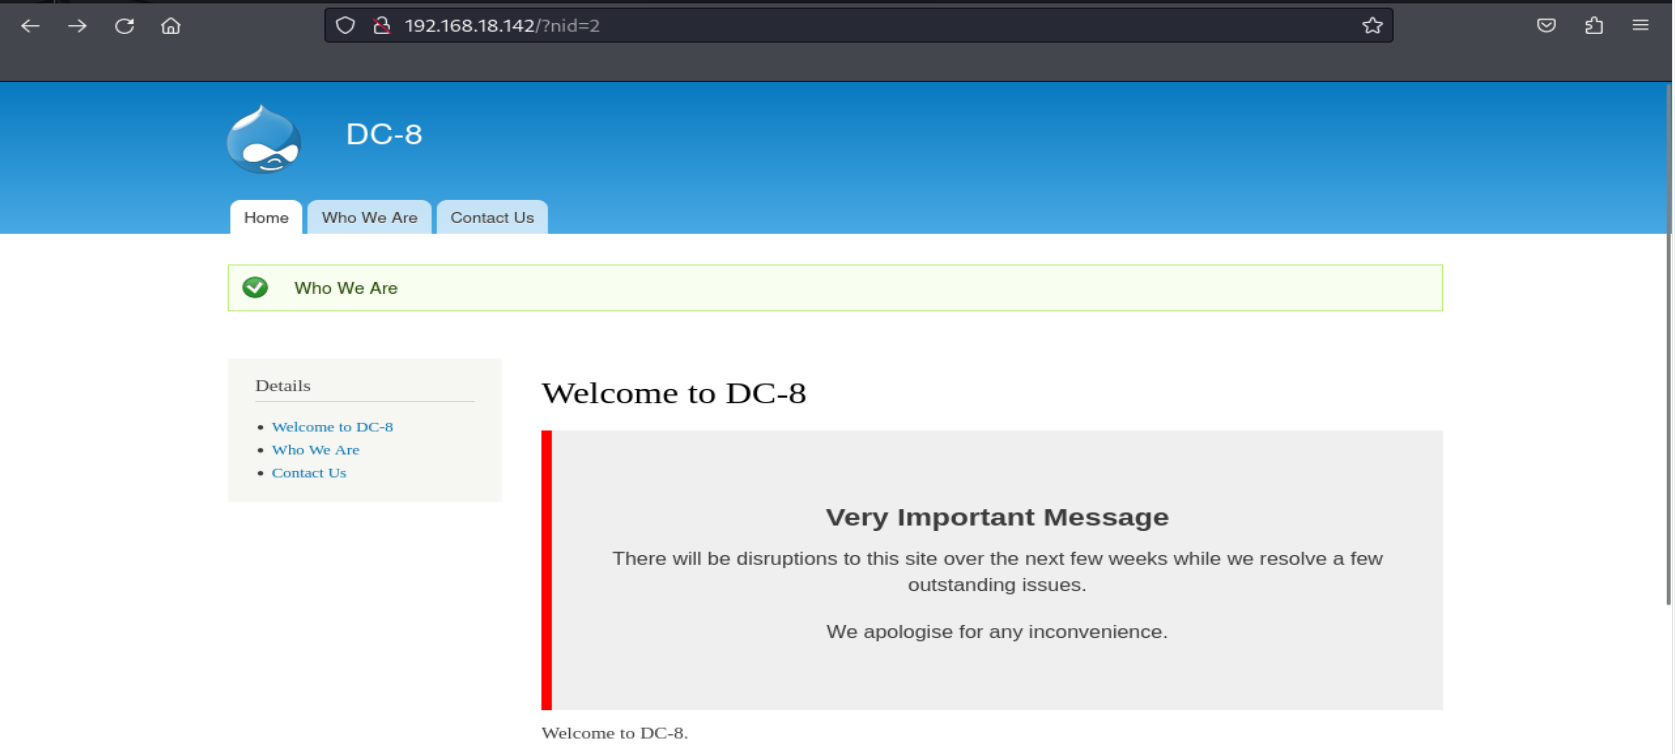 192.168.18.142/?nid=2
DC-8
Home Who We Are Contact Us
Who We Are
Details
Welcome to DC-8
Who We Are
Contact Us
Welcome to DC-8
Very Important Message
There will be disruptions to this site over the next few weeks while we resolve a few
outstanding issues.
We apologise for any inconvenience.
Welcome to DC-8.